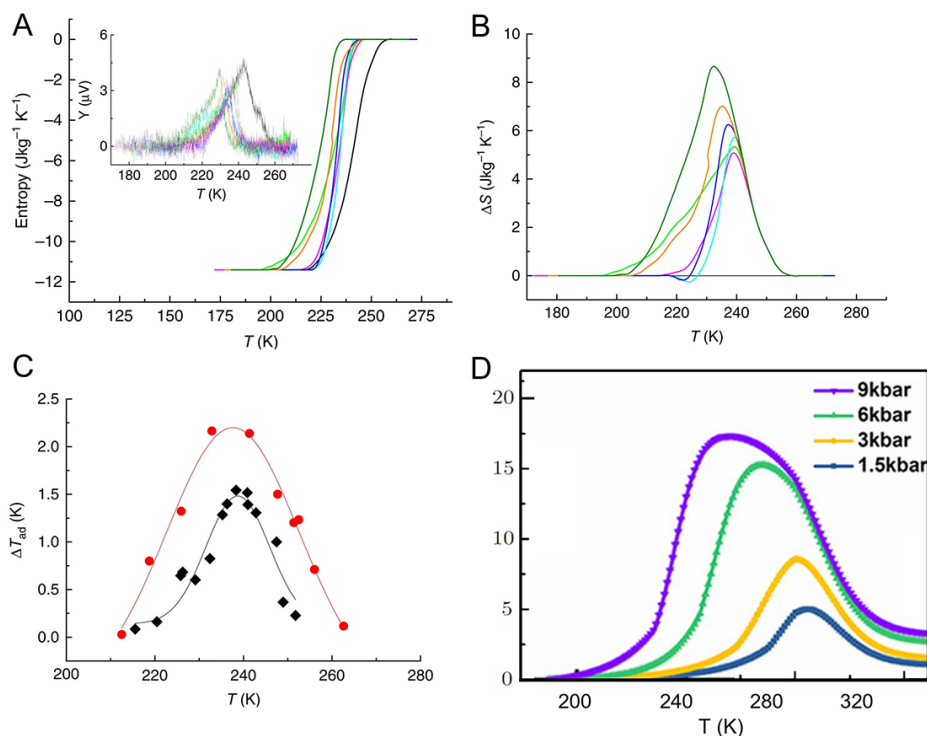 A
Entropy (Jkg⁻¹ K⁻¹)
0
−2
−4
−6
−8
−10
−12
100 125 150 175 200 225 250 275
T (K)
Y (μV)
6
3
0
180 200 220 240 260
T (K)
B
ΔS (Jkg⁻¹ K⁻¹)
10
8
6
4
2
0
180 200 220 240 260 280
T (K)
C
ΔTad (K)
2.5
2.0
1.5
1.0
0.5
0.0
200 220 240 260 280
T (K)
D
20
15
10
5
0
9kbar
6kbar
3kbar
1.5kbar
200 240 280 320
T (K)